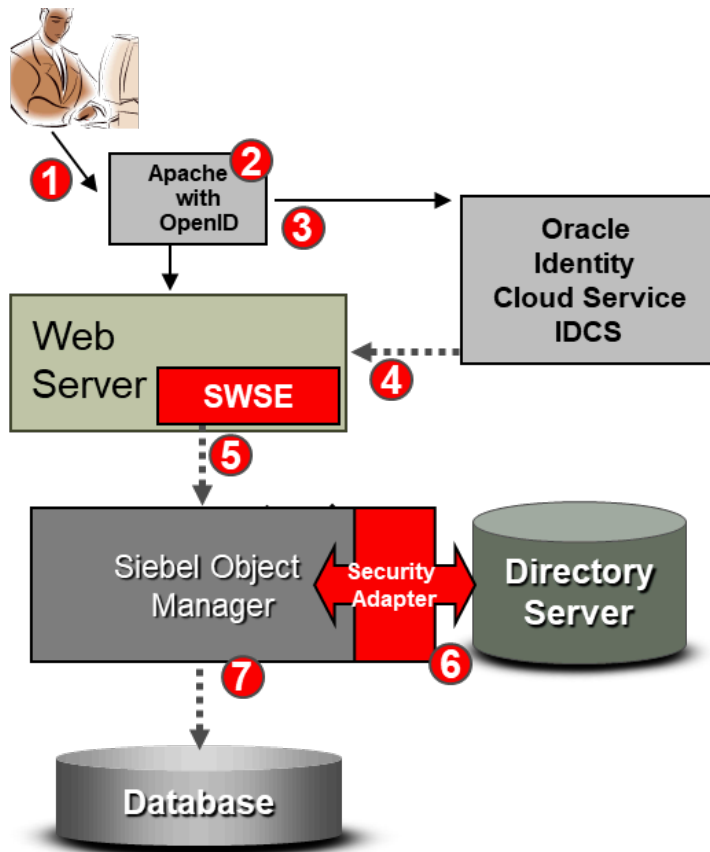 1
2
Apache
with
OpenID
3
Oracle
Identity
Cloud Service
IDCS
Web
Server
SWSE
4
5
Siebel Object
Manager
Security
Adapter
Directory
Server
6
7
Database